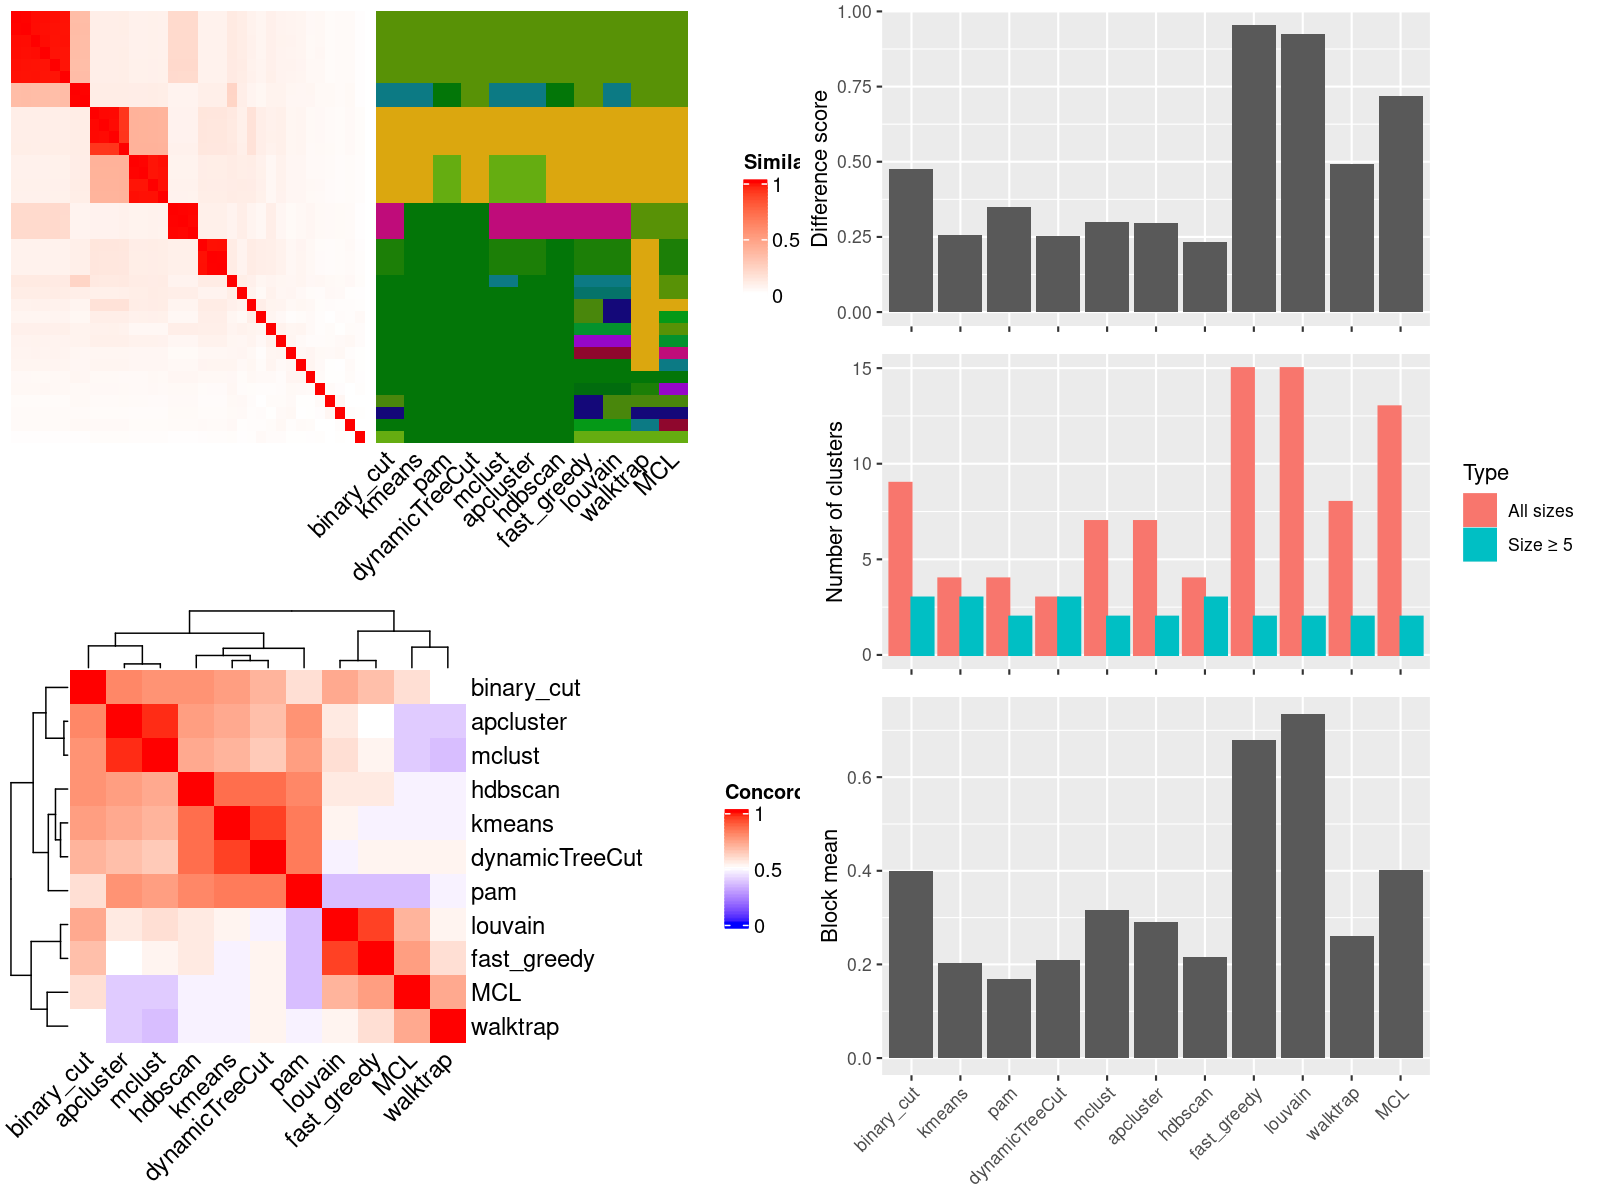 Simila
1
0.5
0
binary_cut
kmeans
pam
dynamicTreeCut
mclust
apcluster
hdbscan
fast_greedy
louvain
walktrap
MCL
binary_cut
apcluster
mclust
hdbscan
kmeans
dynamicTreeCut
pam
louvain
fast_greedy
MCL
walktrap
binary_cut
apcluster
mclust
hdbscan
kmeans
dynamicTreeCut
pam
louvain
fast_greedy
MCL
walktrap
Concord
1
0.5
0
Difference score
1.00
0.75
0.50
0.25
0.00
Number of clusters
15
10
5
0
Type
All sizes
Size ≥ 5
Block mean
0.6
0.4
0.2
0.0
binary_cut
kmeans
pam
dynamicTreeCut
mclust
apcluster
hdbscan
fast_greedy
louvain
walktrap
MCL